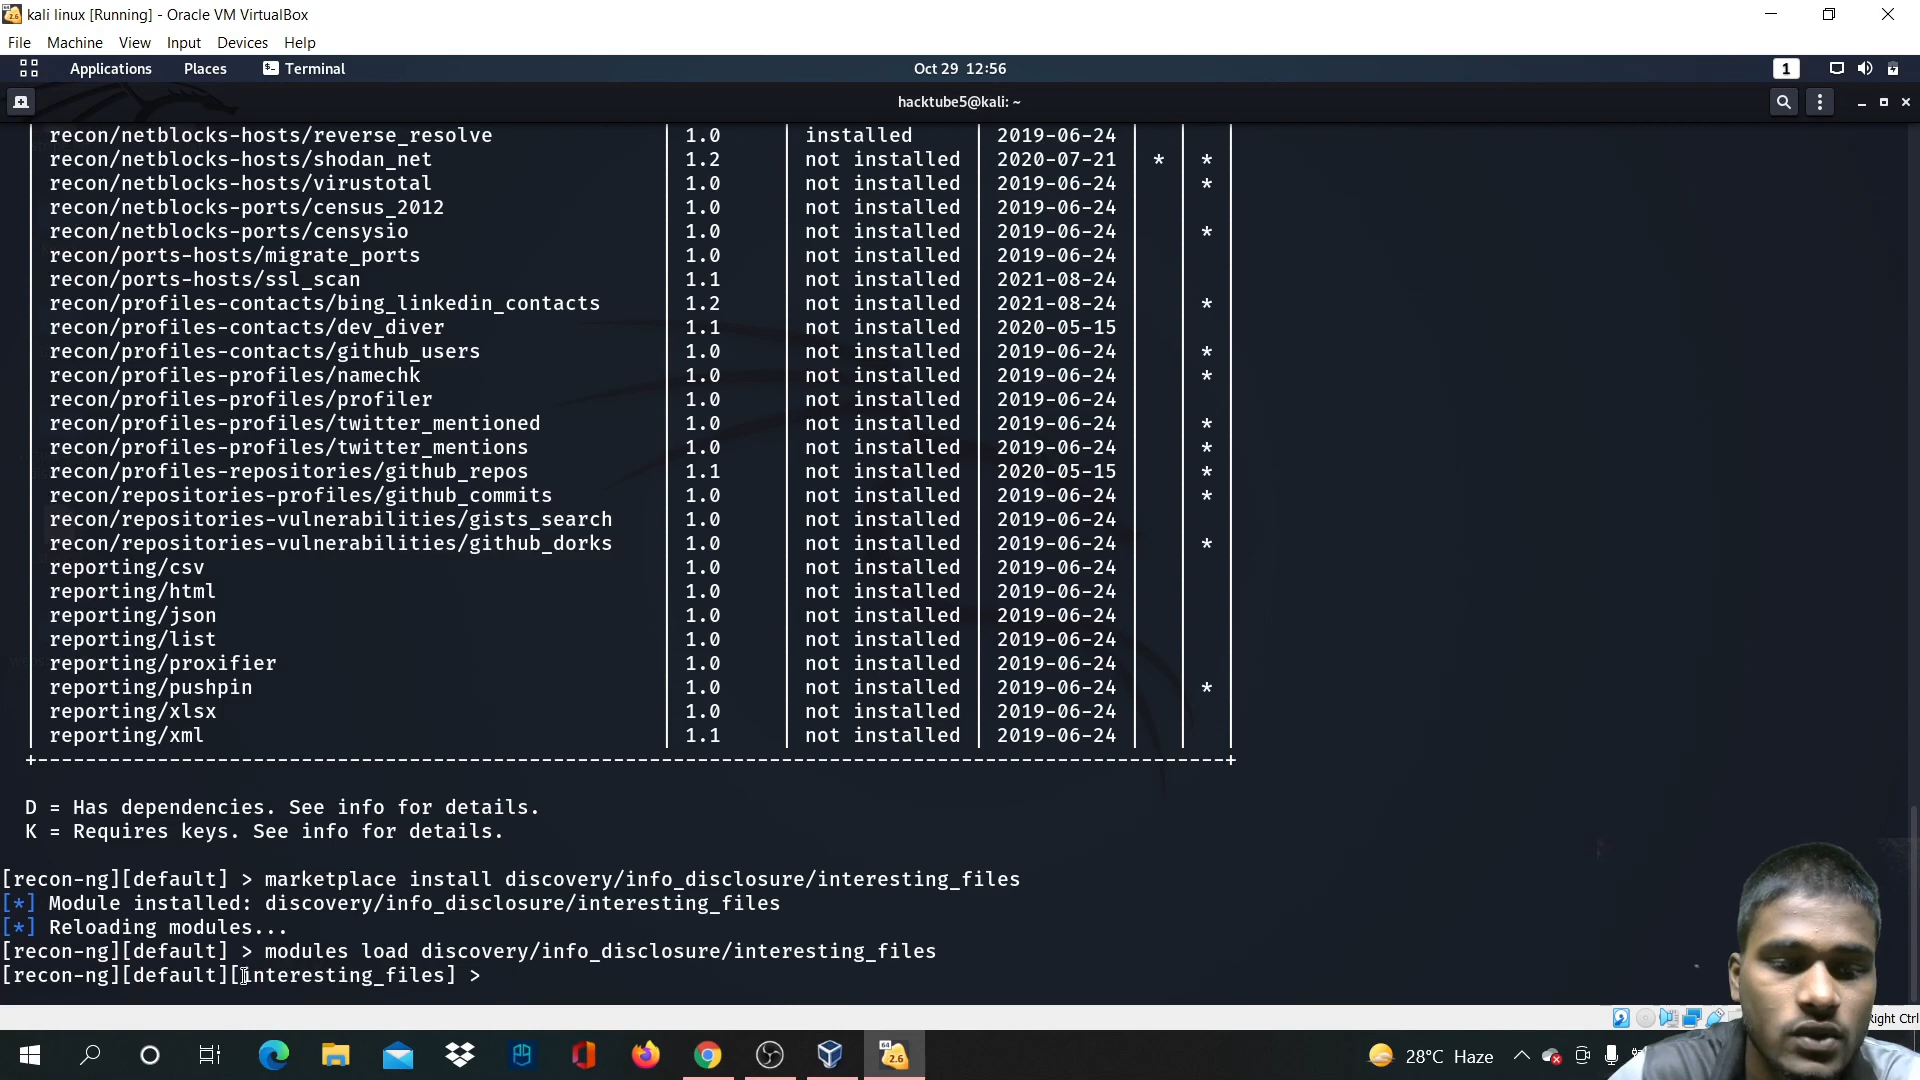 kali linux [Running] - Oracle VM VirtualBox
File Machine View Input Devices Help
Applications Places Terminal Oct 29 12:56 1
hacktube5@kali: ~
recon/netblocks-hosts/reverse_resolve | 1.0 | installed | 2019-06-24 | | |
recon/netblocks-hosts/shodan_net | 1.2 | not installed | 2020-07-21 | * | * |
recon/netblocks-hosts/virustotal | 1.0 | not installed | 2019-06-24 | | * |
recon/netblocks-ports/census_2012 | 1.0 | not installed | 2019-06-24 | | |
recon/netblocks-ports/censysio | 1.0 | not installed | 2019-06-24 | | * |
recon/ports-hosts/migrate_ports | 1.0 | not installed | 2019-06-24 | | |
recon/ports-hosts/ssl_scan | 1.1 | not installed | 2021-08-24 | | |
recon/profiles-contacts/bing_linkedin_contacts | 1.2 | not installed | 2021-08-24 | | * |
recon/profiles-contacts/dev_diver | 1.1 | not installed | 2020-05-15 | | |
recon/profiles-contacts/github_users | 1.0 | not installed | 2019-06-24 | | * |
recon/profiles-profiles/namechk | 1.0 | not installed | 2019-06-24 | | * |
recon/profiles-profiles/profiler | 1.0 | not installed | 2019-06-24 | | |
recon/profiles-profiles/twitter_mentioned | 1.0 | not installed | 2019-06-24 | | * |
recon/profiles-profiles/twitter_mentions | 1.0 | not installed | 2019-06-24 | | * |
recon/profiles-repositories/github_repos | 1.1 | not installed | 2020-05-15 | | * |
recon/repositories-profiles/github_commits | 1.0 | not installed | 2019-06-24 | | * |
recon/repositories-vulnerabilities/gists_search | 1.0 | not installed | 2019-06-24 | | |
recon/repositories-vulnerabilities/github_dorks | 1.0 | not installed | 2019-06-24 | | * |
reporting/csv | 1.0 | not installed | 2019-06-24 | | |
reporting/html | 1.0 | not installed | 2019-06-24 | | |
reporting/json | 1.0 | not installed | 2019-06-24 | | |
reporting/list | 1.0 | not installed | 2019-06-24 | | |
reporting/proxifier | 1.0 | not installed | 2019-06-24 | | |
reporting/pushpin | 1.0 | not installed | 2019-06-24 | | * |
reporting/xlsx | 1.0 | not installed | 2019-06-24 | | |
reporting/xml | 1.1 | not installed | 2019-06-24 | | |
D = Has dependencies. See info for details.
K = Requires keys. See info for details.
[recon-ng][default] > marketplace install discovery/info_disclosure/interesting_files
[*] Module installed: discovery/info_disclosure/interesting_files
[*] Reloading modules...
[recon-ng][default] > modules load discovery/info_disclosure/interesting_files
[recon-ng][default][interesting_files] >
Right Ctrl
28°C Haze